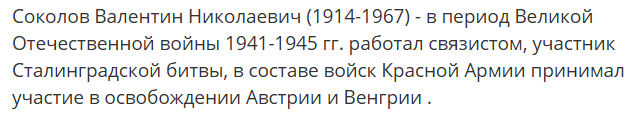 Соколов Валентин Николаевич (1914-1967) - в период Великой
Отечественной войны 1941-1945 гг. работал связистом, участник
Сталинградской битвы, в составе войск Красной Армии принимал
участие в освобождении Австрии и Венгрии .